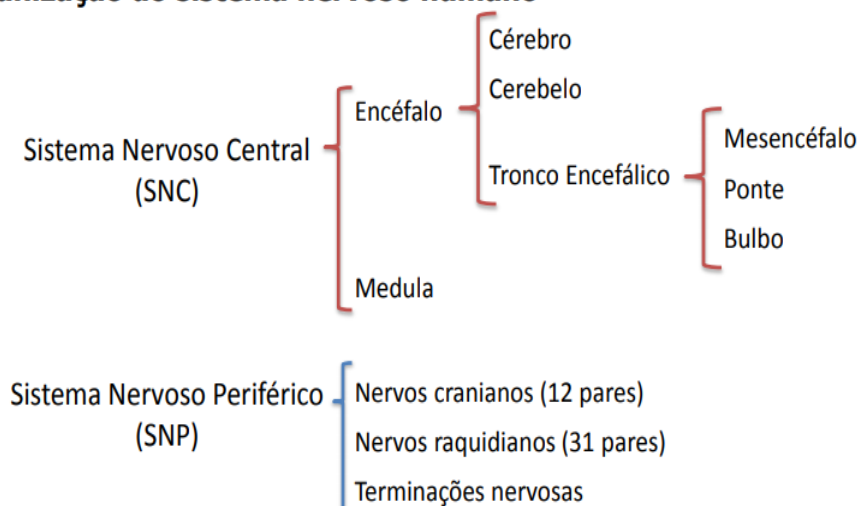 Sistema Nervoso Central
(SNC)
Encéfalo
Cérebro
Cerebelo
Tronco Encefálico
Mesencéfalo
Ponte
Bulbo
Medula
Sistema Nervoso Periférico
(SNP)
Nervos cranianos (12 pares)
Nervos raquidianos (31 pares)
Terminações nervosas